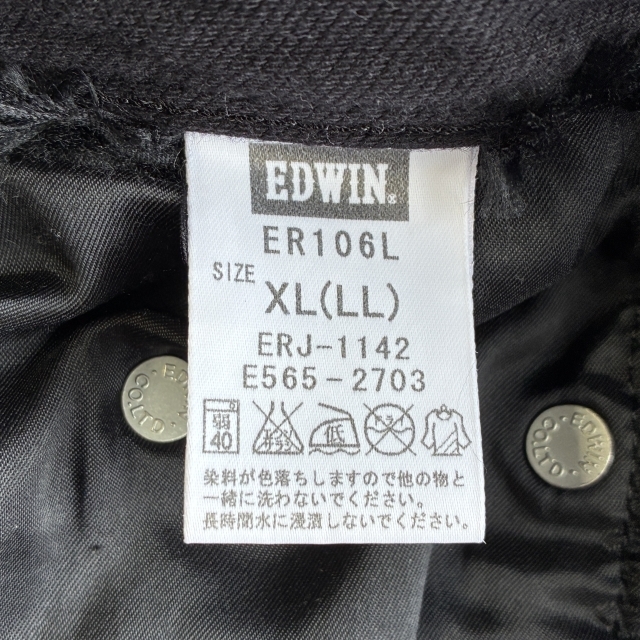 EDWIN
ER106L
SIZE
XL(LL)
ERJ-1142
E565-2703
弱
40
低
染料が色落ちしますので他の物と
一緒に洗わないでください。
長時間水に浸漬しないでください。
EDWIN・
EDWIN・